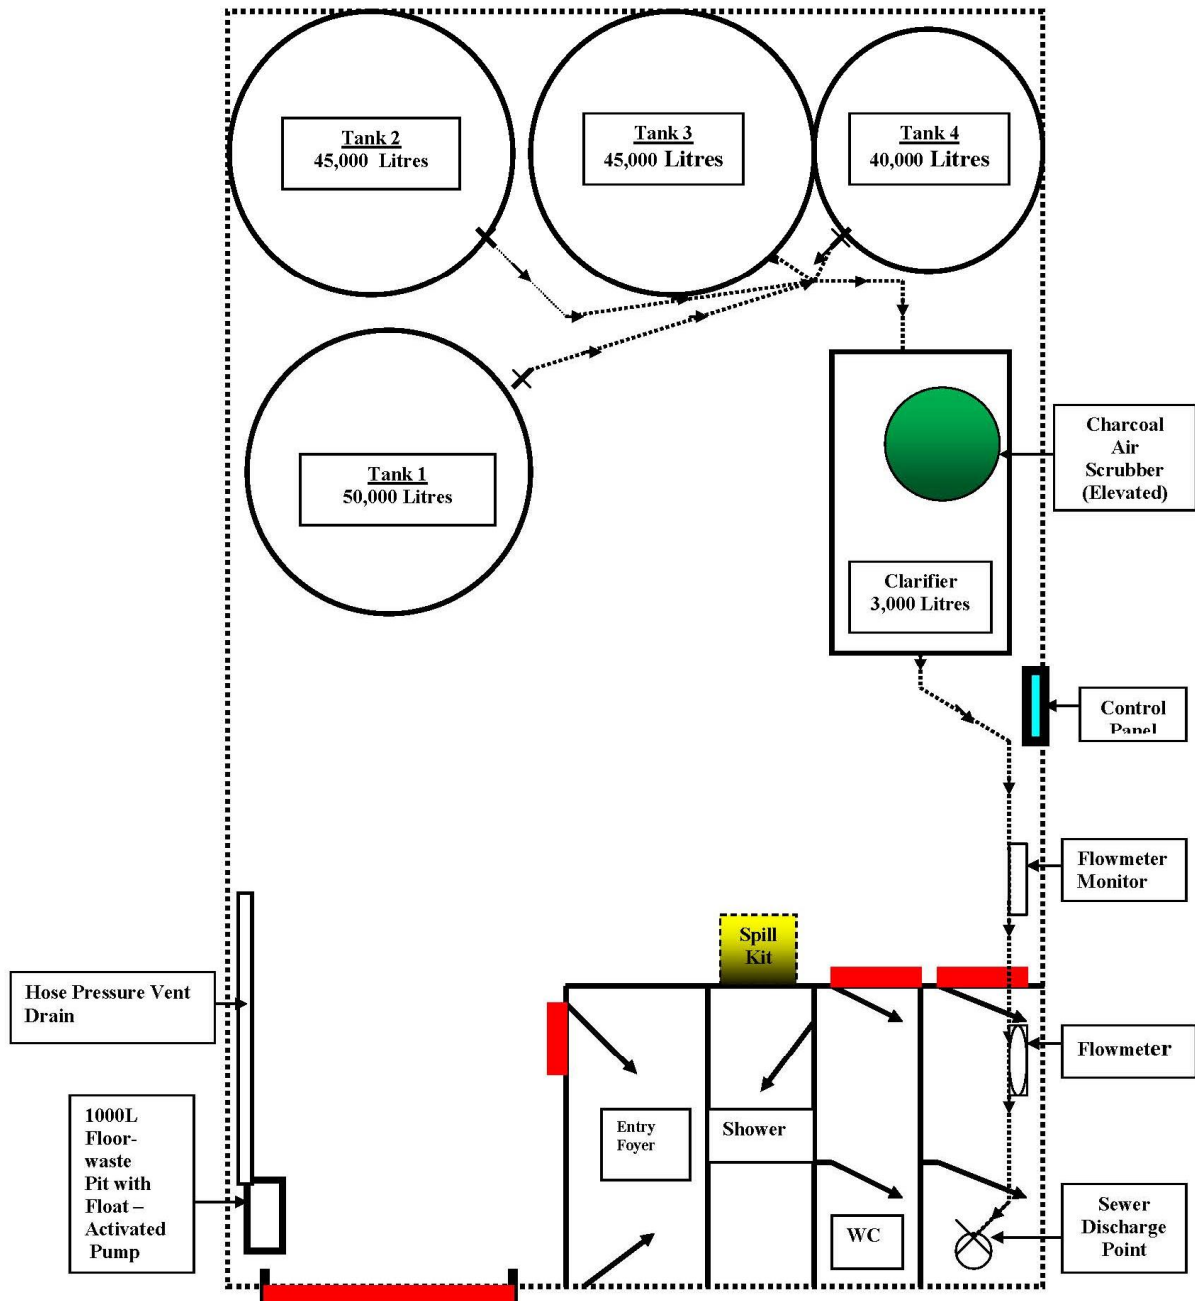 Tank 2
45,000 Litres
Tank 3
45,000 Litres
Tank 4
40,000 Litres
Tank 1
50,000 Litres
Charcoal
Air
Scrubber
(Elevated)
Clarifier
3,000 Litres
Control
Panel
Flowmeter
Monitor
Spill
Kit
Hose Pressure Vent
Drain
Flowmeter
1000L
Floor-
waste
Pit with
Float –
Activated
Pump
Entry
Foyer
Shower
WC
Sewer
Discharge
Point